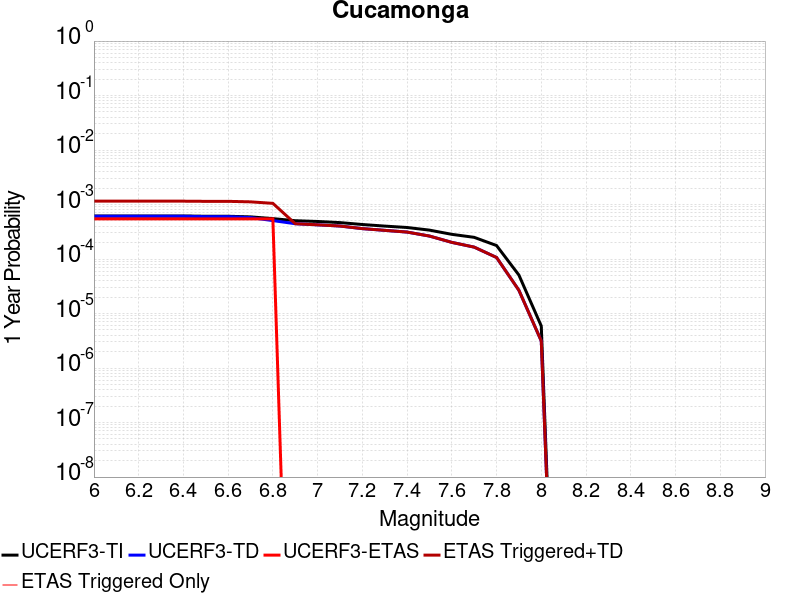 Cucamonga
10^0
10^-1
10^-2
10^-3
10^-4
10^-5
10^-6
10^-7
10^-8
1 Year Probability
6 6.2 6.4 6.6 6.8 7 7.2 7.4 7.6 7.8 8 8.2 8.4 8.6 8.8 9
Magnitude
UCERF3-TI UCERF3-TD UCERF3-ETAS ETAS Triggered+TD
ETAS Triggered Only